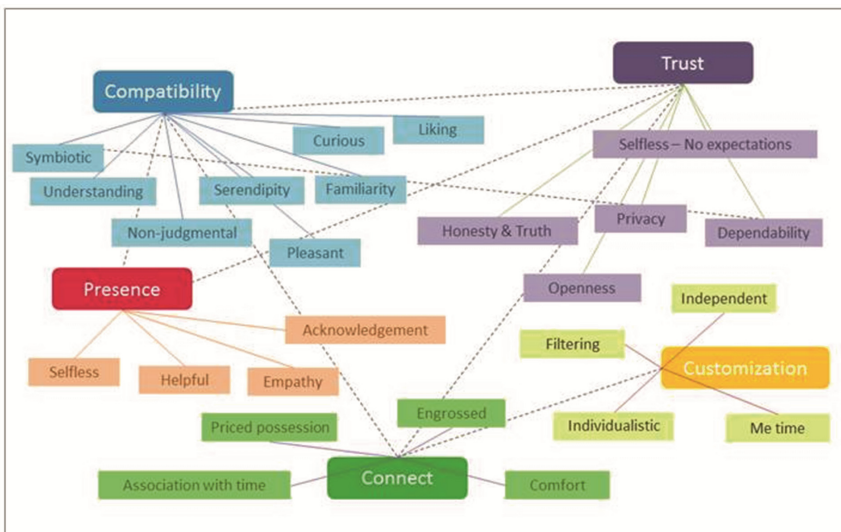 Trust
Compatibility
Liking
Curious
Selfless – No expectations
Symbiotic
Understanding
Serendipity
Familiarity
Non-judgmental
Pleasant
Honesty & Truth
Privacy
Dependability
Openness
Presence
Independent
Acknowledgement
Filtering
Selfless
Helpful
Empathy
Customization
Engrossed
Priced possession
Individualistic
Me time
Association with time
Connect
Comfort